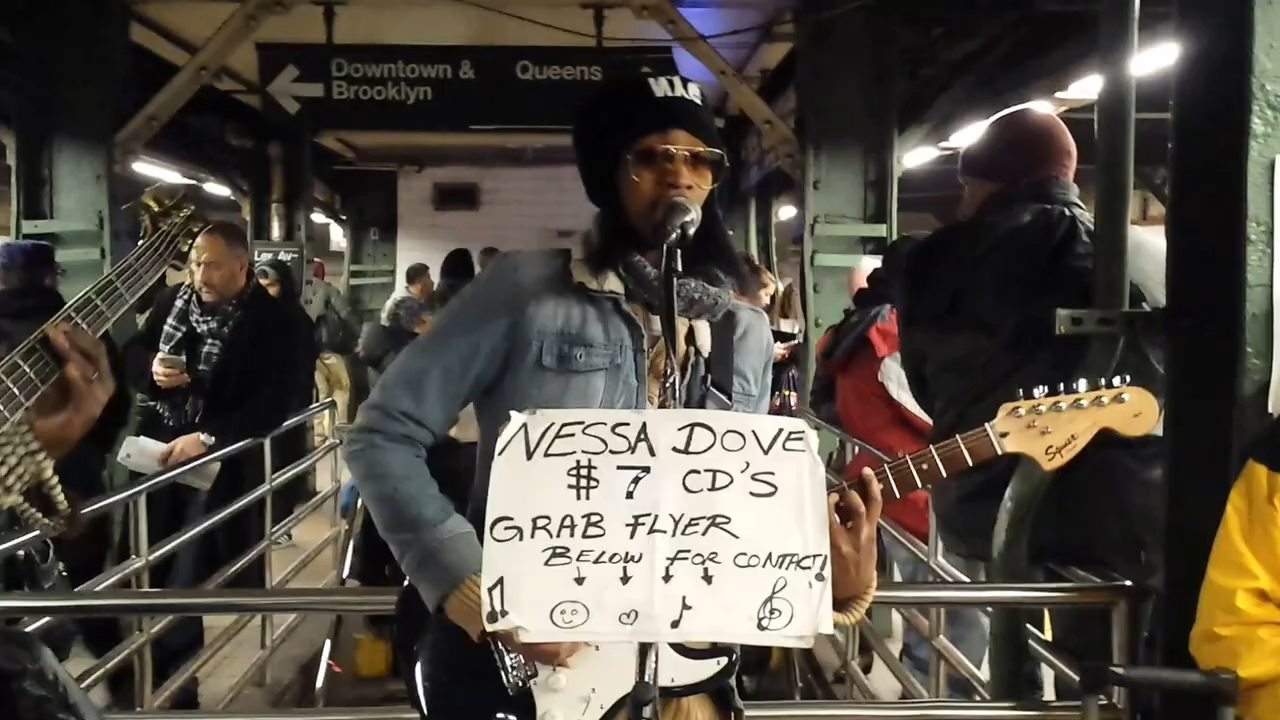 Downtown & Queens
Brooklyn
NESSA DOVE
$7 CD'S
GRAB FLYER
BELOW FOR CONTACT!
Squier